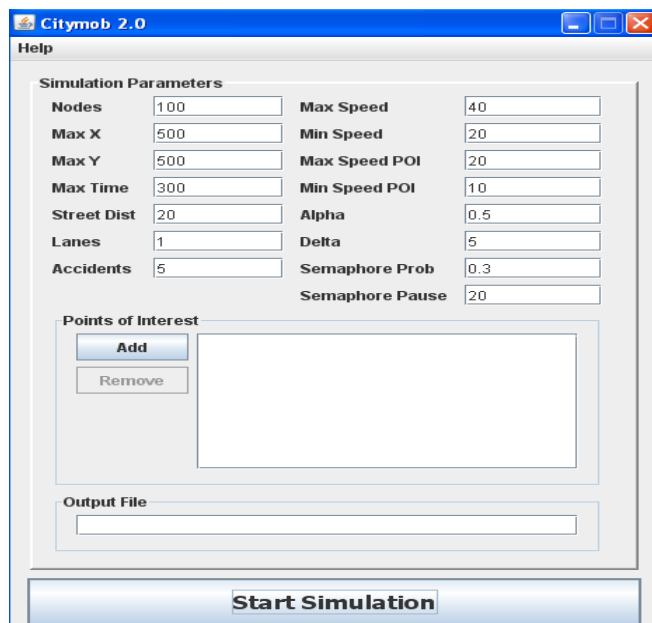 Citymob 2.0
Help
Simulation Parameters
Nodes 100 Max Speed 40
Max X 500 Min Speed 20
Max Y 500 Max Speed POI 20
Max Time 300 Min Speed POI 10
Street Dist 20 Alpha 0.5
Lanes 1 Delta 5
Accidents 5 Semaphore Prob 0.3
Semaphore Pause 20
Points of Interest
Add
Remove
Output File
Start Simulation